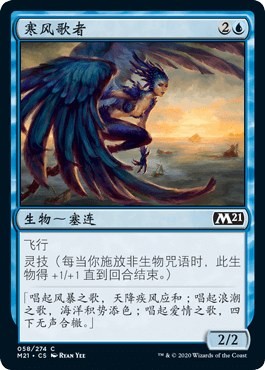 寒风歌者 2
生物～塞连 M21
飞行
灵技（每当你施放非生物咒语时，此生
物得 +1/+1 直到回合结束。）
「唱起风暴之歌，天降疾风应和；唱起浪潮
之歌，海洋积势添色；唱起爱情之歌，四
下无声合辙。」
2/2
058/274 C
M21 • CS RYAN YEE
™ & © 2020 Wizards of the Coast